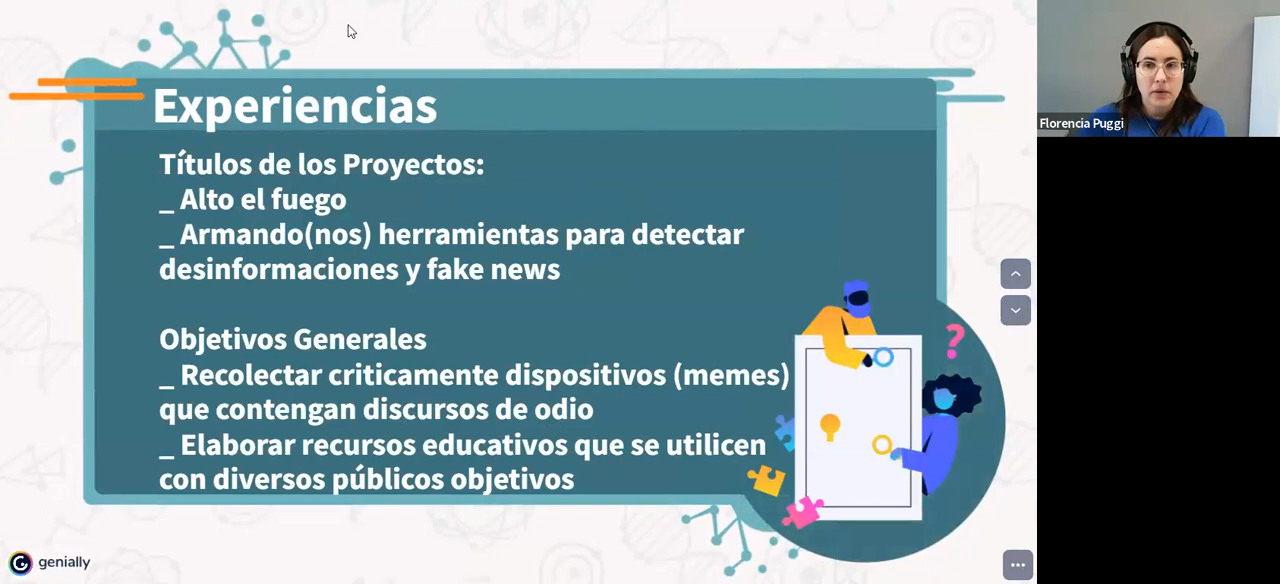 Experiencias
Títulos de los Proyectos:
_ Alto el fuego
_ Armando(nos) herramientas para detectar
desinformaciones y fake news
Objetivos Generales
_ Recolectar criticamente dispositivos (memes)
que contengan discursos de odio
_ Elaborar recursos educativos que se utilicen
con diversos públicos objetivos
?
genially
Florencia Puggi